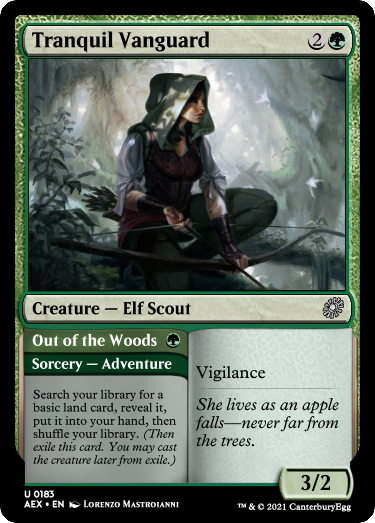 Tranquil Vanguard 2
Creature — Elf Scout
Out of the Woods
Sorcery — Adventure
Search your library for a
basic land card, reveal it,
put it into your hand, then
shuffle your library. (Then
exile this card. You may cast
the creature later from exile.)
Vigilance
She lives as an apple
falls—never far from
the trees.
3/2
U 0183
AEX • EN Lorenzo Mastroianni
™ & © 2021 CanterburyEgg